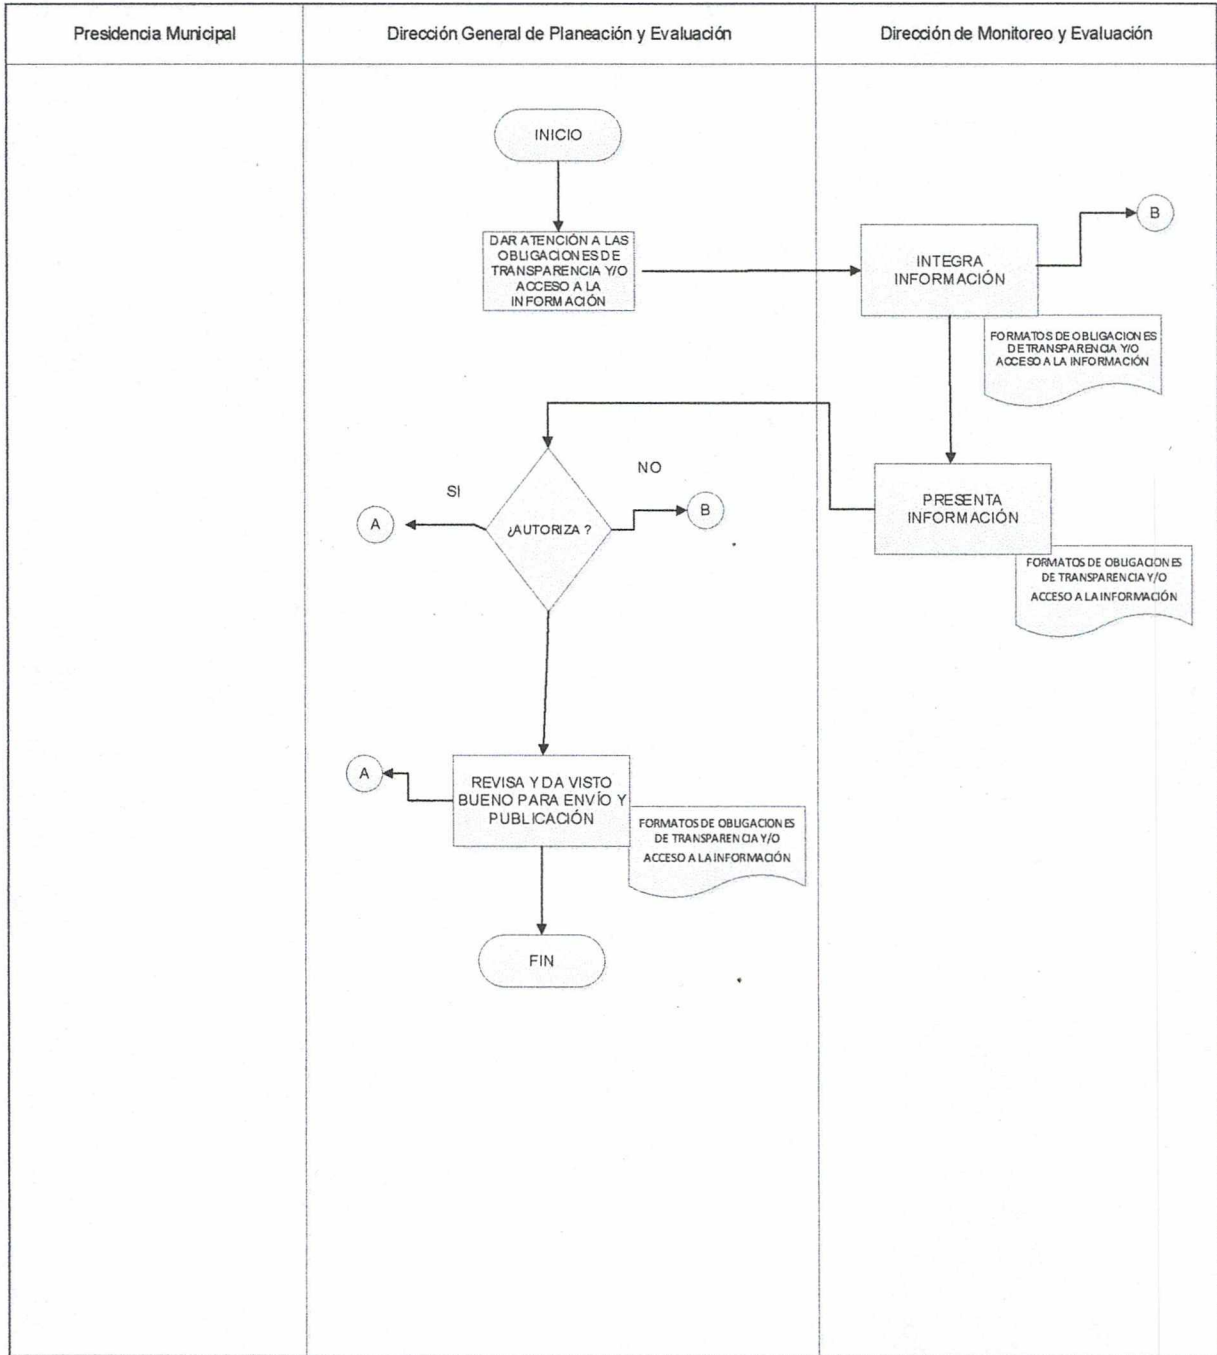 Presidencia Municipal
Dirección General de Planeación y Evaluación
Dirección de Monitoreo y Evaluación
INICIO
DAR ATENCIÓN A LAS
OBLIGACIONES DE
TRANSPARENCIA Y/O
ACCESO A LA
INFORMACIÓN
INTEGRA
INFORMACIÓN
B
FORMATOS DE OBLIGACIONES
DE TRANSPARENCIA Y/O
ACCESO A LA INFORMACIÓN
PRESENTA
INFORMACIÓN
FORMATOS DE OBLIGACIONES
DE TRANSPARENCIA Y/O
ACCESO A LA INFORMACIÓN
¿AUTORIZA ?
SI
A
NO
B
REVISA Y DA VISTO
BUENO PARA ENVÍO Y
PUBLICACIÓN
A
FORMATOS DE OBLIGACIONES
DE TRANSPARENCIA Y/O
ACCESO A LA INFORMACIÓN
FIN